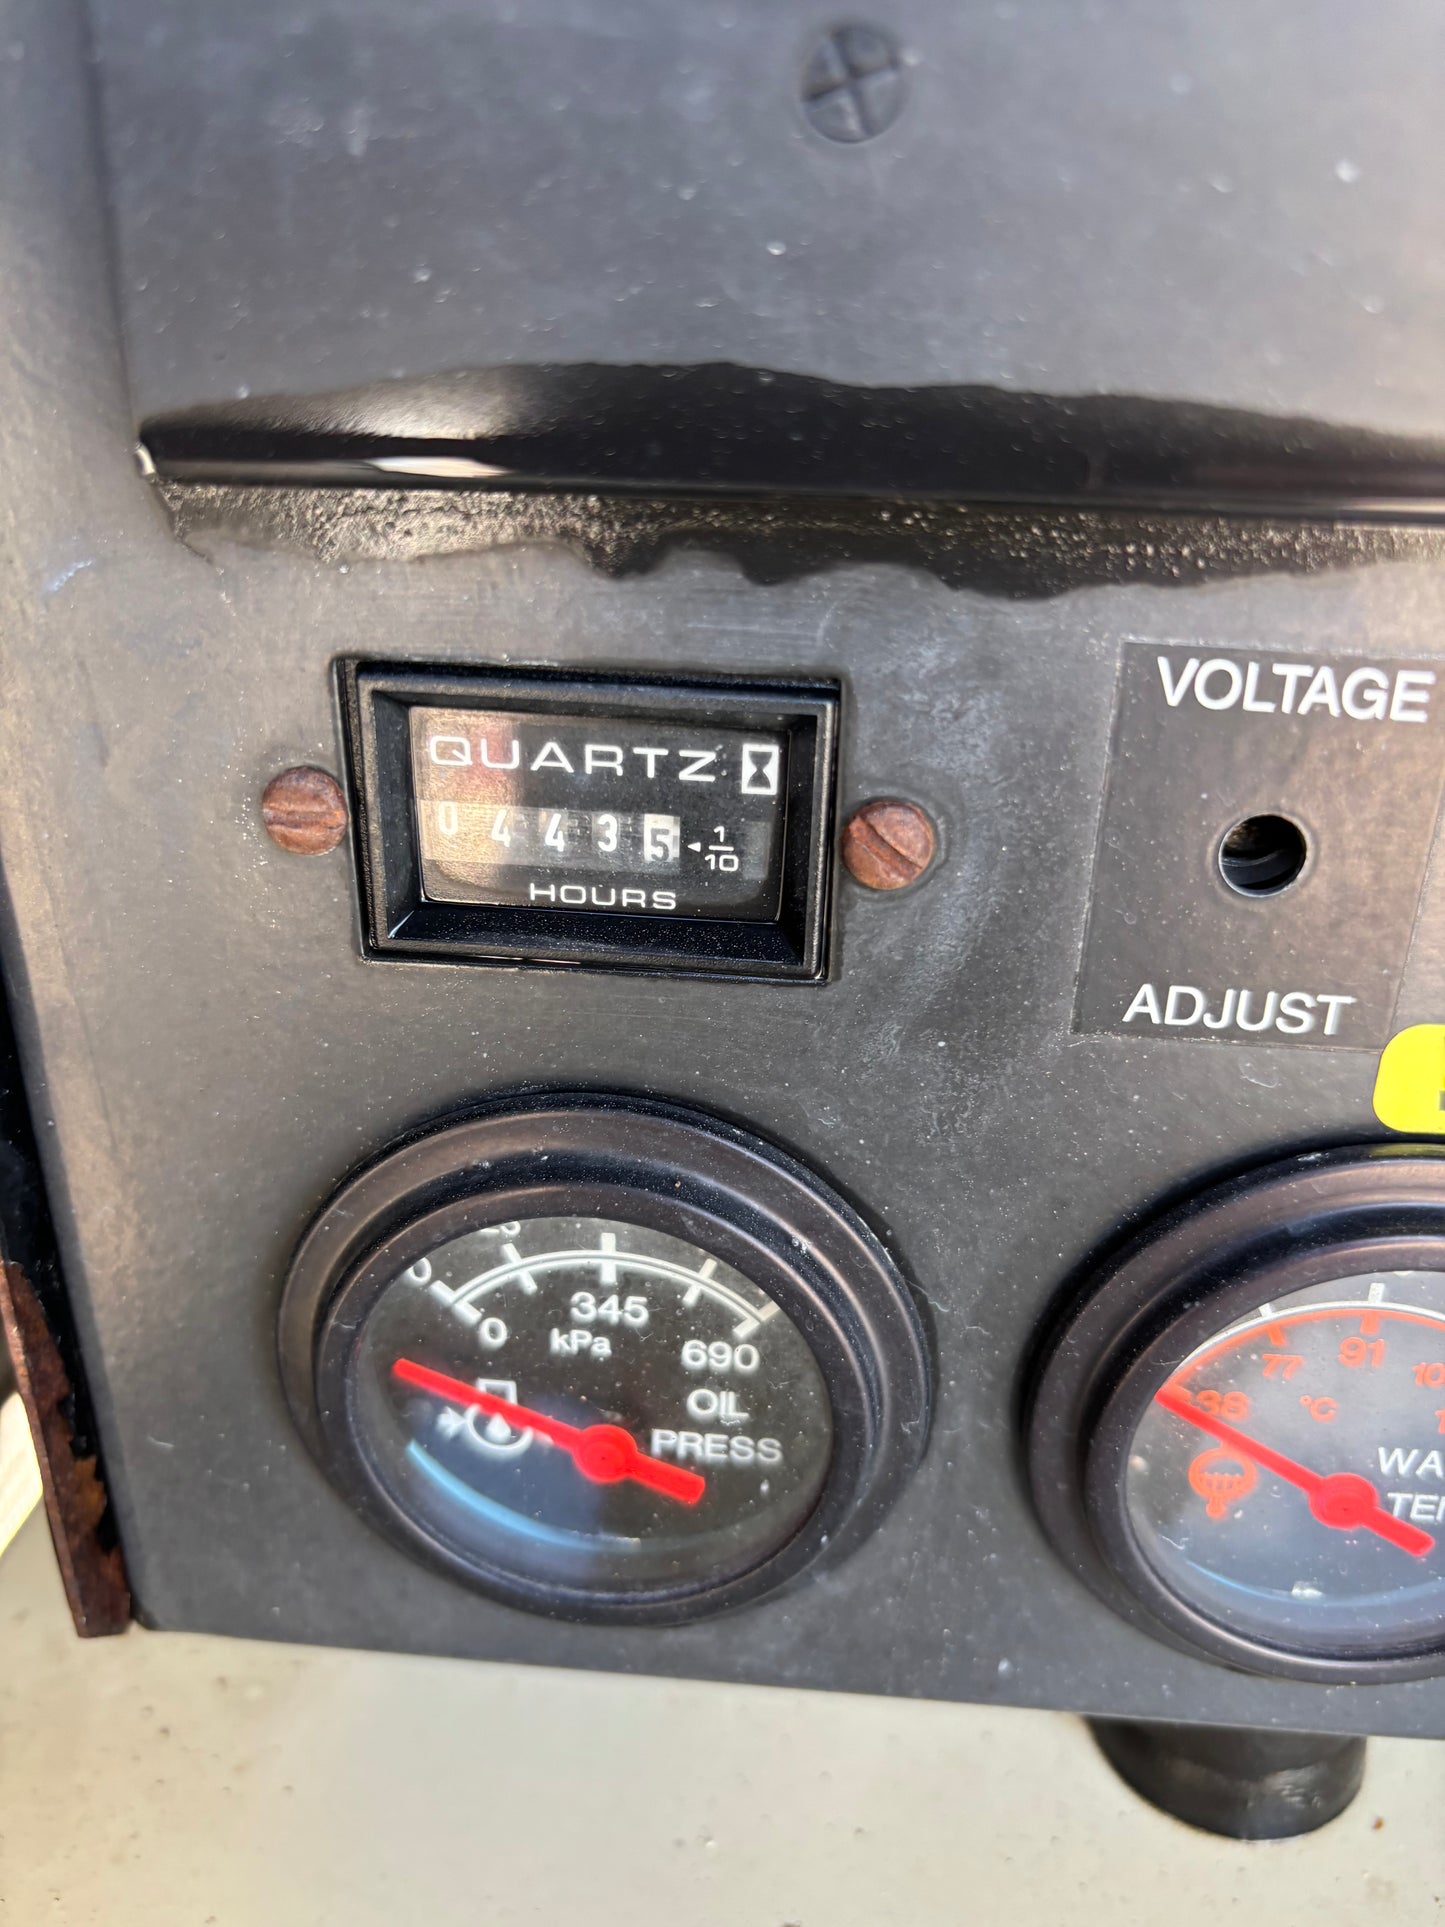 QUARTZ
0 4 4 3 5 1/10
HOURS
VOLTAGE
ADJUST
0
345
kPa
690
OIL
PRESS
38
77
91
°C